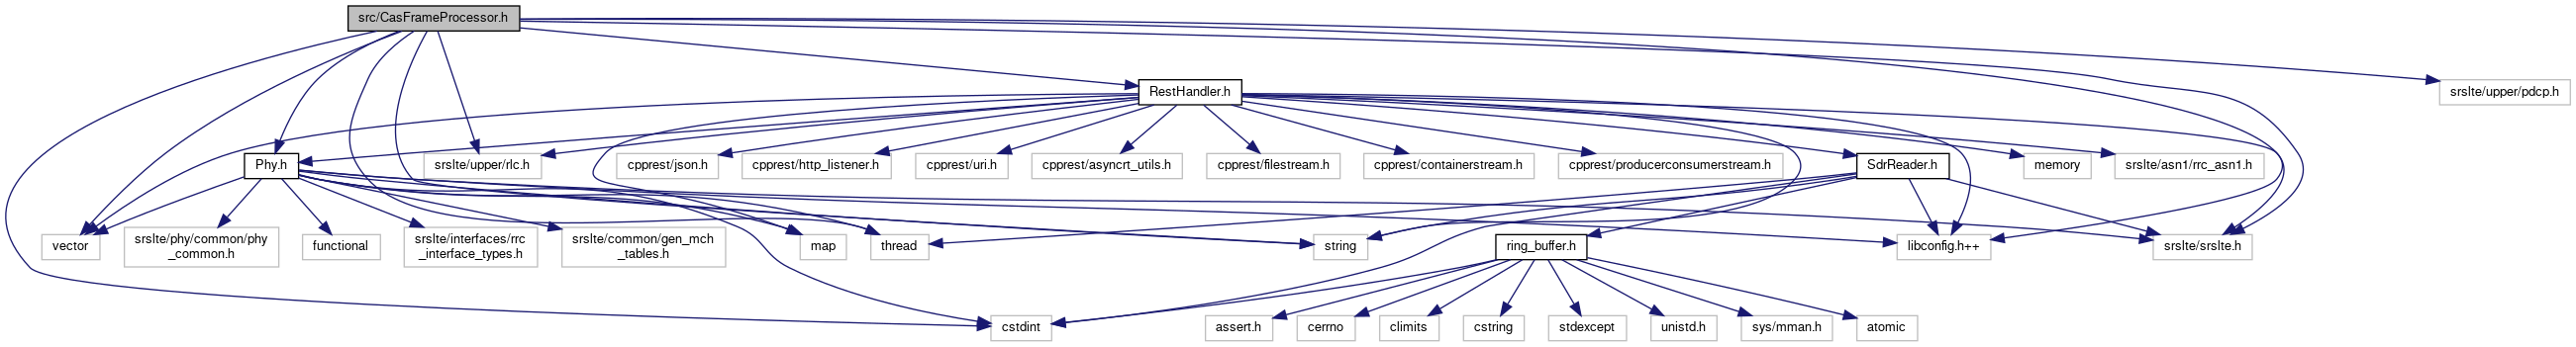 src/CasFrameProcessor.h
RestHandler.h
srslte/upper/pdcp.h
Phy.h
srslte/upper/rlc.h
cpprest/json.h
cpprest/http_listener.h
cpprest/uri.h
cpprest/asyncrt_utils.h
cpprest/filestream.h
cpprest/containerstream.h
cpprest/producerconsumerstream.h
SdrReader.h
memory
srslte/asn1/rrc_asn1.h
vector
srslte/phy/common/phy
_common.h
functional
srslte/interfaces/rrc
_interface_types.h
srslte/common/gen_mch
_tables.h
map
thread
string
ring_buffer.h
libconfig.h++
srslte/srslte.h
cstdint
assert.h
cerrno
climits
cstring
stdexcept
unistd.h
sys/mman.h
atomic